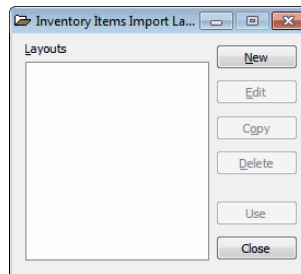 Inventory Items Import La...
Layouts
New
Edit
Copy
Delete
Use
Close